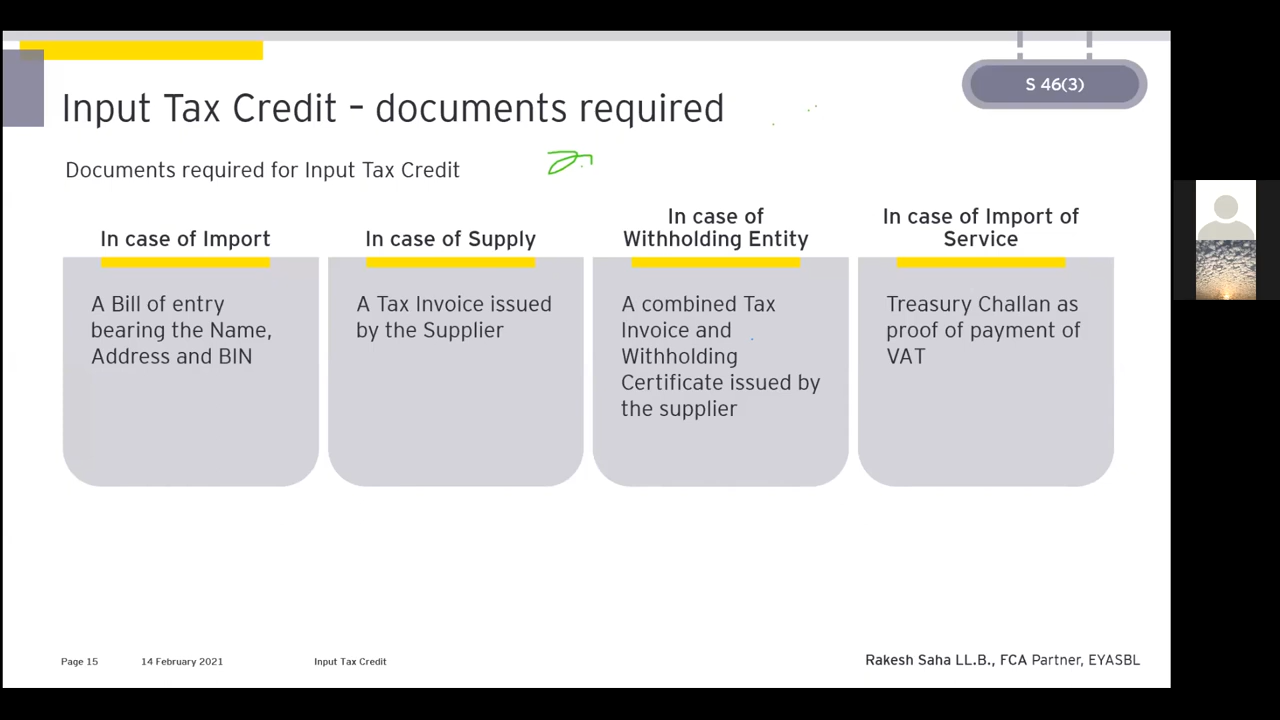 S 46(3)
Input Tax Credit – documents required
Documents required for Input Tax Credit
In case of Import
A Bill of entry
bearing the Name,
Address and BIN
In case of Supply
A Tax Invoice issued
by the Supplier
In case of
Withholding Entity
A combined Tax
Invoice and
Withholding
Certificate issued by
the supplier
In case of Import of
Service
Treasury Challan as
proof of payment of
VAT
Page 15
14 February 2021
Input Tax Credit
Rakesh Saha LL.B., FCA Partner, EYASBL